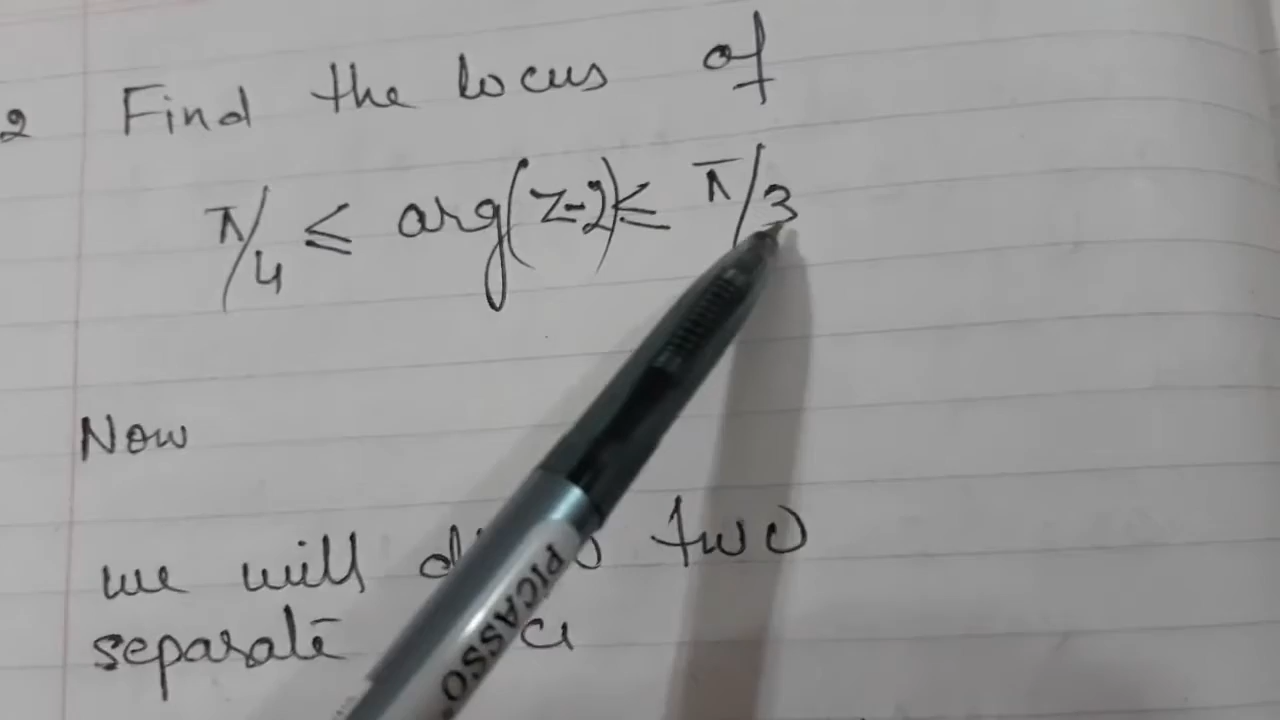 2 Find the locus of
π/4 ≤ arg(z-2) ≤ π/3
Now
we will two
separate
PICASSO